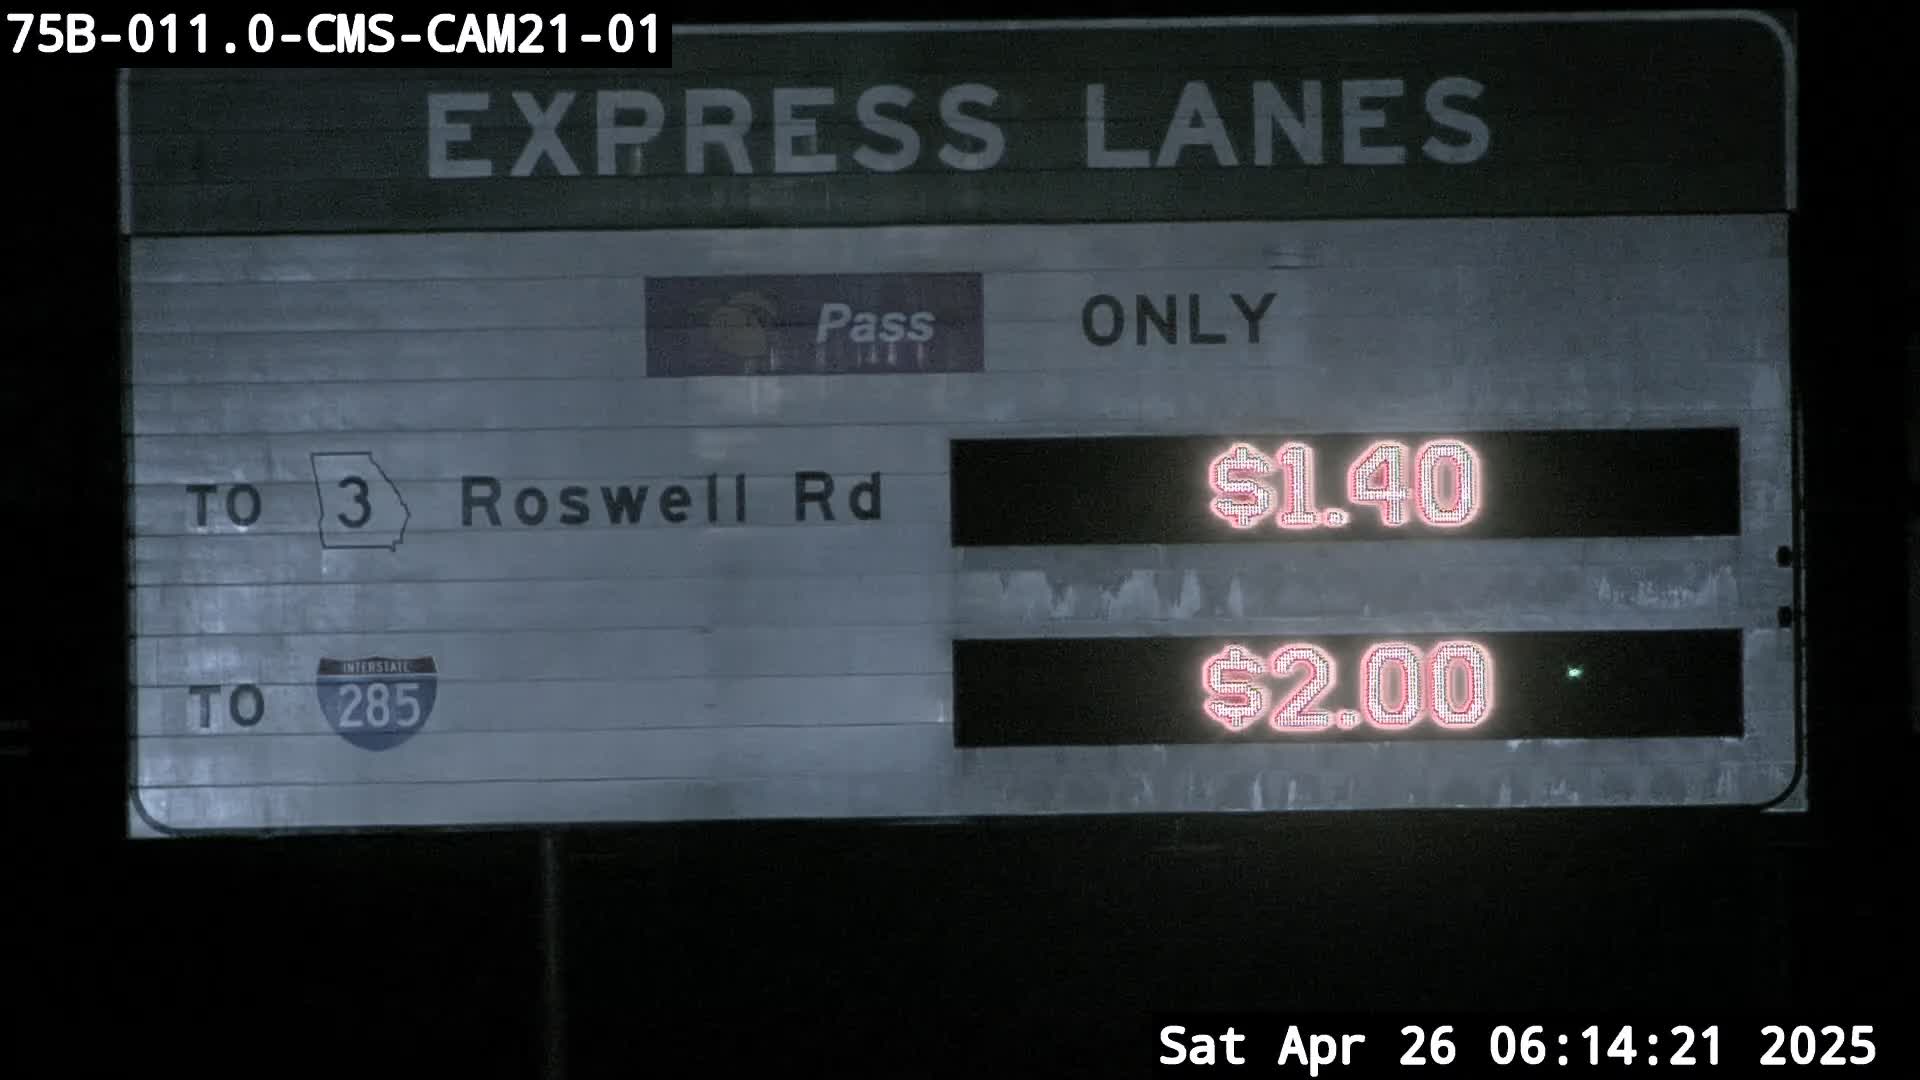 75B-011.0-CMS-CAM21-01
EXPRESS LANES
Pass ONLY
TO 3 Roswell Rd $1.40
INTERSTATE
TO 285 $2.00
Sat Apr 26 06:14:21 2025